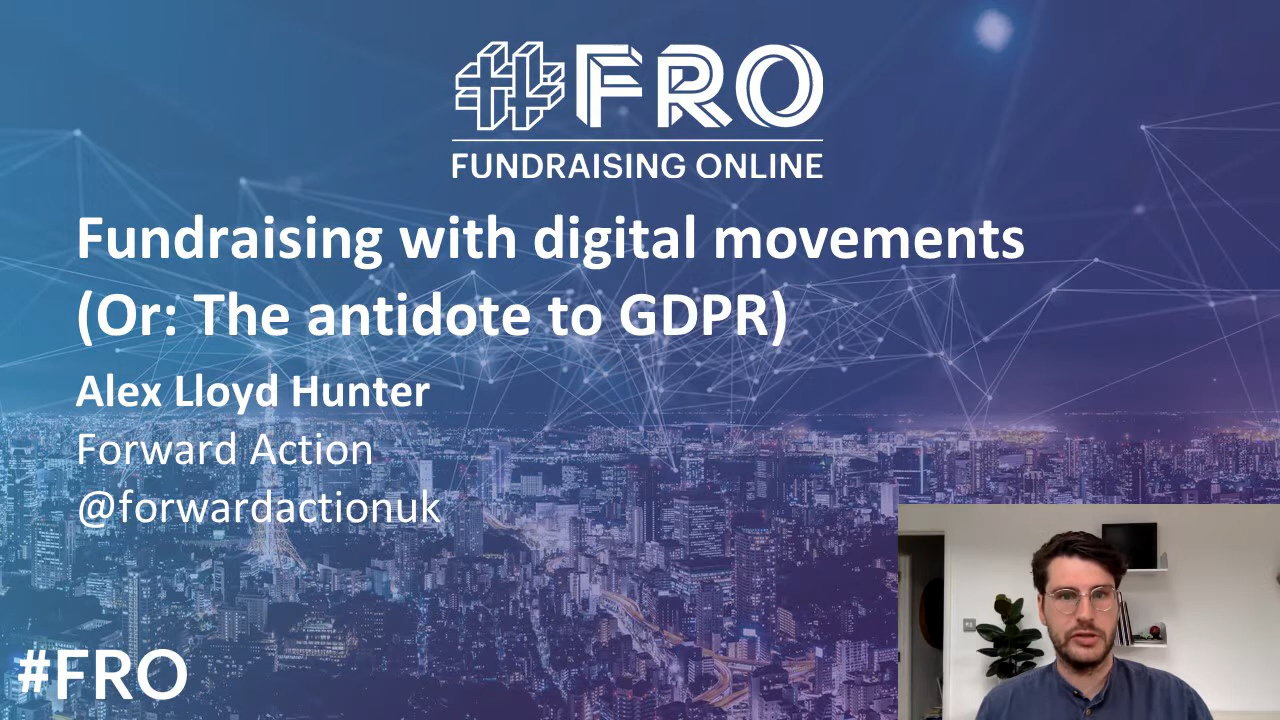 #FRO
FUNDRAISING ONLINE
Fundraising with digital movements
(Or: The antidote to GDPR)
Alex Lloyd Hunter
Forward Action
@forwardactionuk
#FRO